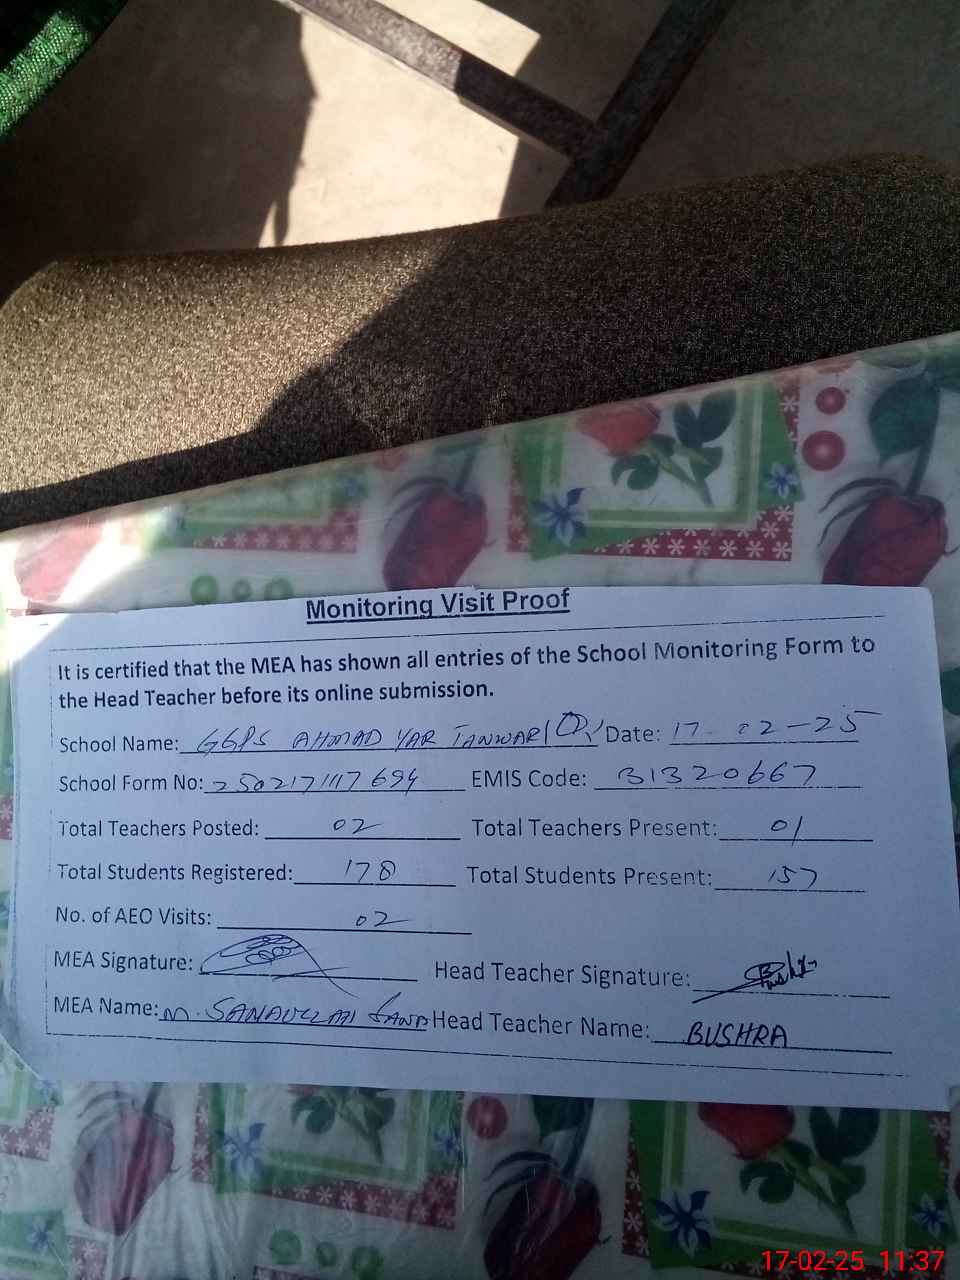 Monitoring Visit Proof
It is certified that the MEA has shown all entries of the School Monitoring Form to
the Head Teacher before its online submission.
School Name: GGPS AHMAD YAR TANWARI Date: 17-02-25
School Form No: 250217117694 EMIS Code: 31320667
Total Teachers Posted: 02 Total Teachers Present: 01
Total Students Registered: 178 Total Students Present: 157
No. of AEO Visits: 02
MEA Signature: Head Teacher Signature: Bushra
MEA Name: M. SANAULLAH Head Teacher Name: BUSHRA
17-02-25 11:37